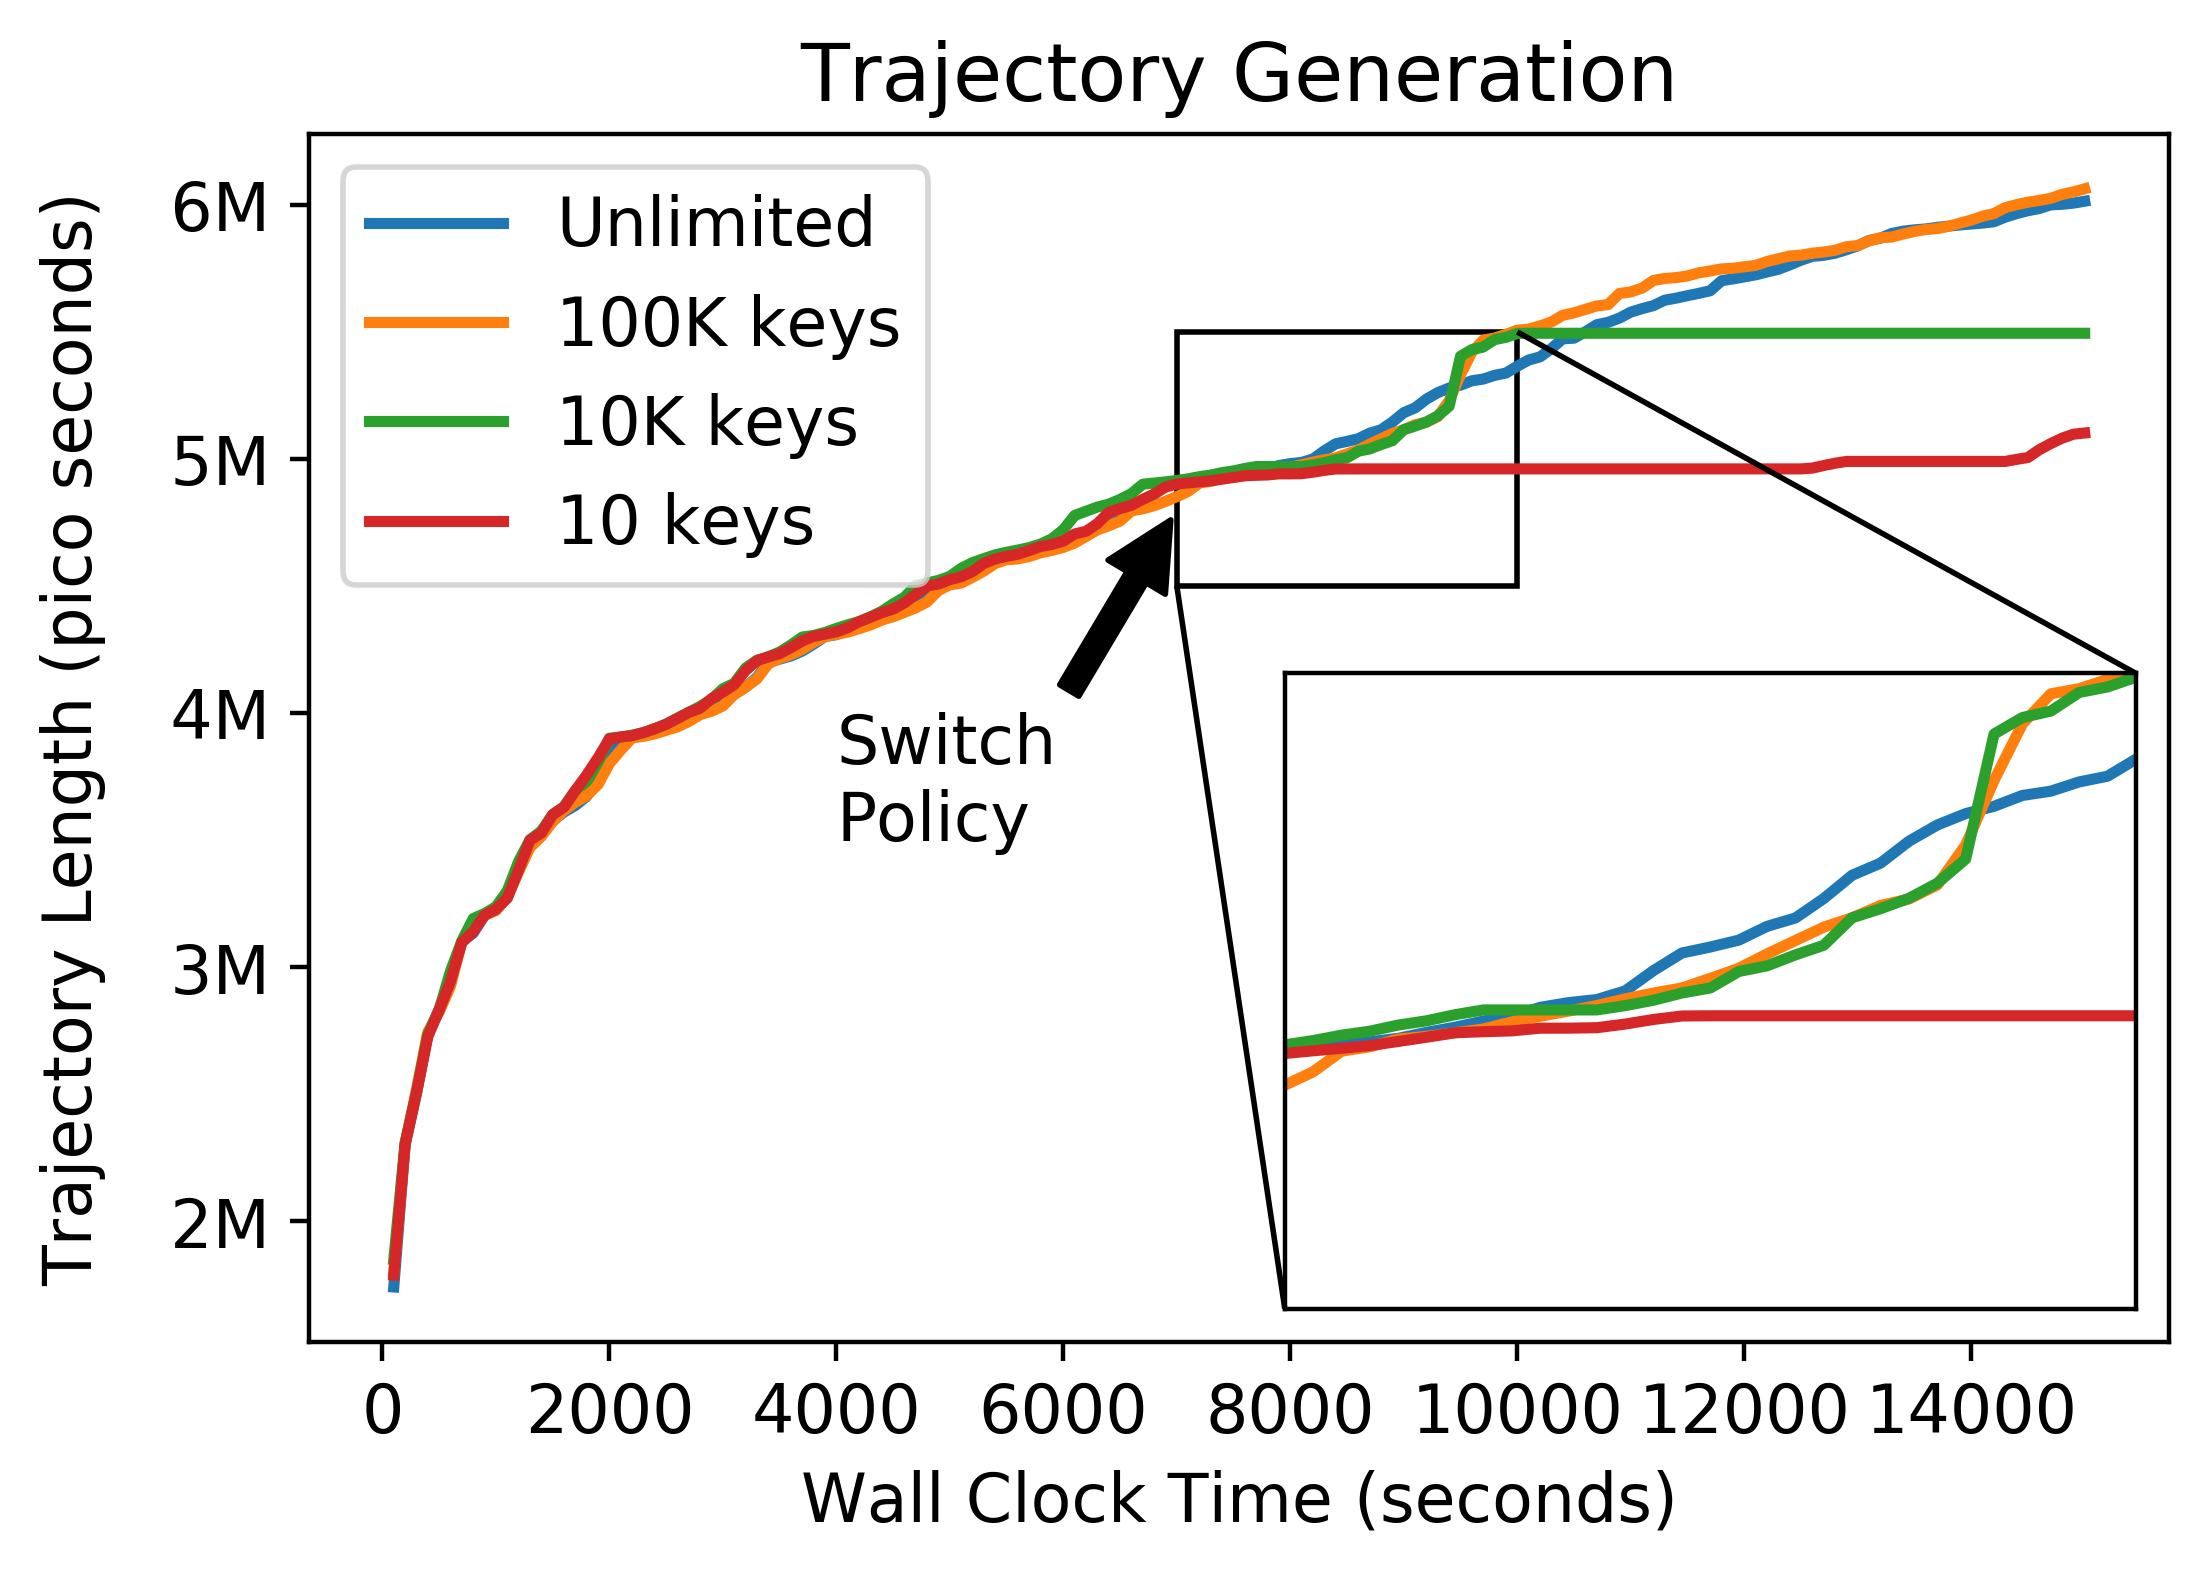 Trajectory Generation
Trajectory Length (pico seconds)
6M
5M
4M
3M
2M
Unlimited
100K keys
10K keys
10 keys
Switch
Policy
0 2000 4000 6000 8000 10000 12000 14000
Wall Clock Time (seconds)